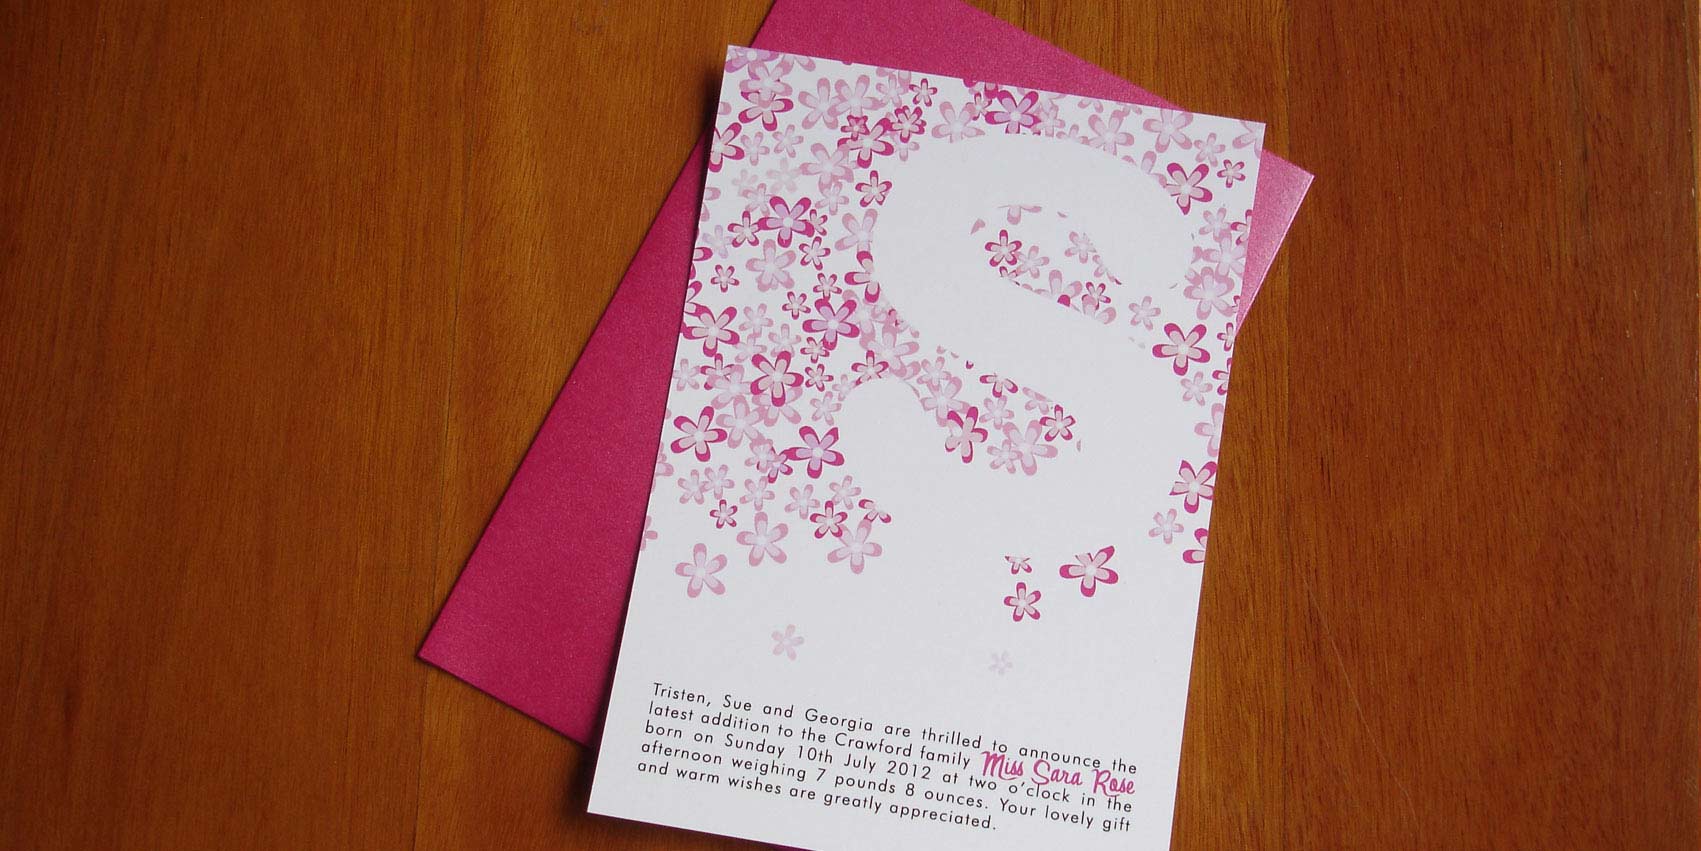 S
Tristen, Sue and Georgia are thrilled to announce the
latest addition to the Crawford family Miss Sara Rose
born on Sunday 10th July 2012 at two o'clock in the
afternoon weighing 7 pounds 8 ounces. Your lovely gift
and warm wishes are greatly appreciated.